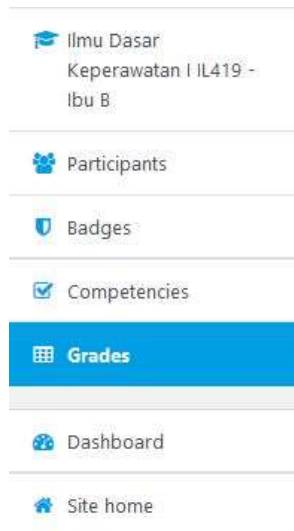 Ilmu Dasar
Keperawatan I IL419 -
Ibu B
Participants
Badges
Competencies
Grades
Dashboard
Site home